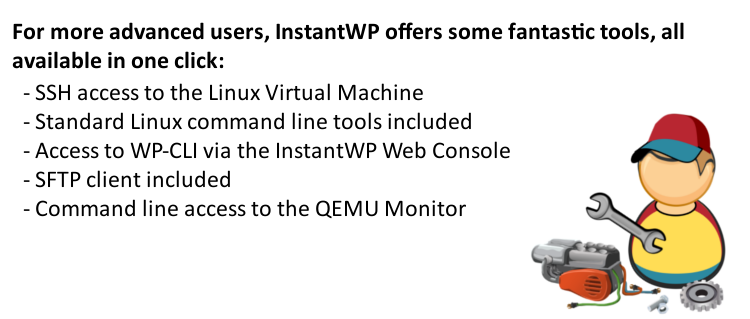 For more advanced users, InstantWP offers some fantastic tools, all
available in one click:
- SSH access to the Linux Virtual Machine
- Standard Linux command line tools included
- Access to WP-CLI via the InstantWP Web Console
- SFTP client included
- Command line access to the QEMU Monitor